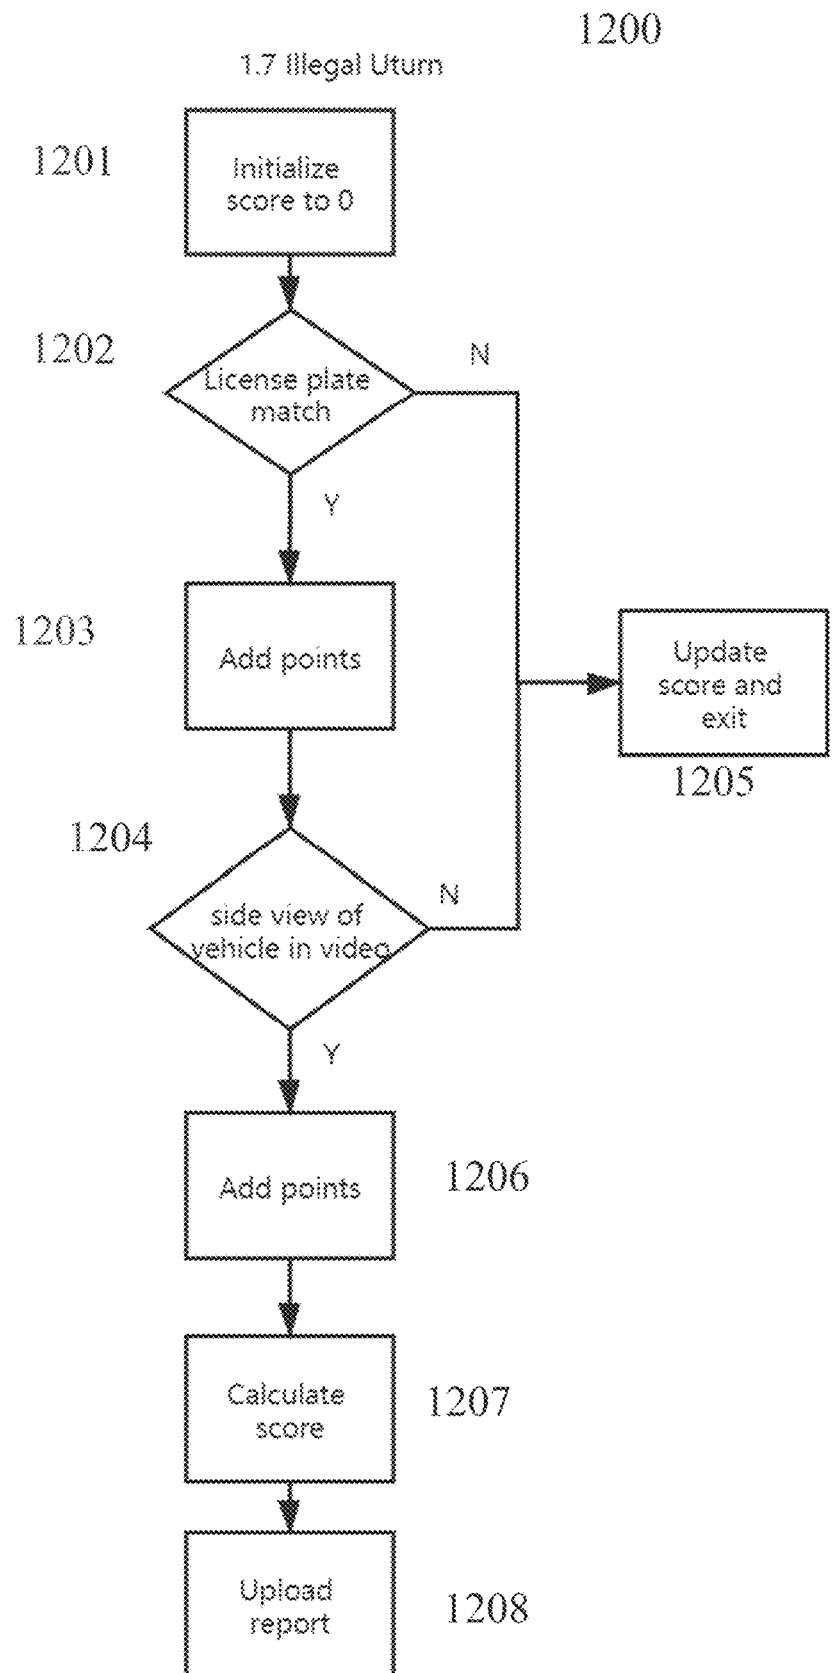 1200
1.7 Illegal Uturn
1201
Initialize
score to 0
1202
License plate
match
N
Y
1203
Add points
Update
score and
exit
1205
1204
side view of
vehicle in video
N
Y
Add points
1206
Calculate
score
1207
Upload
report
1208